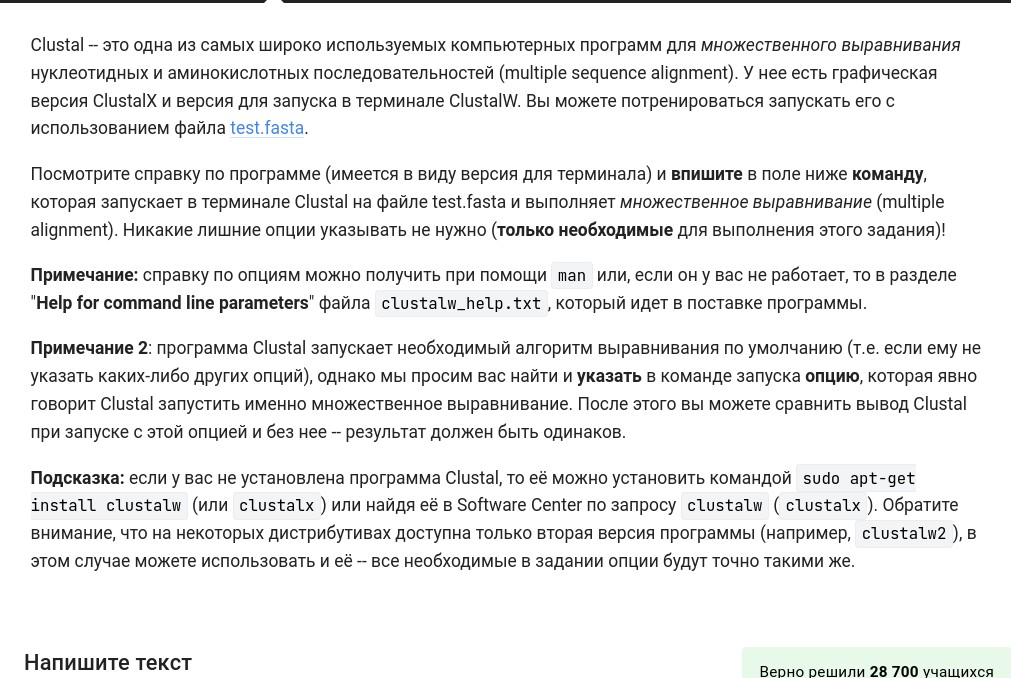 Clustal -- это одна из самых широко используемых компьютерных программ для множественного выравнивания
нуклеотидных и аминокислотных последовательностей (multiple sequence alignment). У нее есть графическая
версия ClustalX и версия для запуска в терминале ClustalW. Вы можете потренироваться запускать его с
использованием файла test.fasta.
Посмотрите справку по программе (имеется в виду версия для терминала) и впишите в поле ниже команду,
которая запускает в терминале Clustal на файле test.fasta и выполняет множественное выравнивание (multiple
alignment). Никакие лишние опции указывать не нужно (только необходимые для выполнения этого задания)!
Примечание: справку по опциям можно получить при помощи man или, если он у вас не работает, то в разделе
"Help for command line parameters" файла clustalw_help.txt, который идет в поставке программы.
Примечание 2: программа Clustal запускает необходимый алгоритм выравнивания по умолчанию (т.е. если ему не
указать каких-либо других опций), однако мы просим вас найти и указать в команде запуска опцию, которая явно
говорит Clustal запустить именно множественное выравнивание. После этого вы можете сравнить вывод Clustal
при запуске с этой опцией и без нее -- результат должен быть одинаков.
Подсказка: если у вас не установлена программа Clustal, то её можно установить командой sudo apt-get
install clustalw (или clustalx) или найдя её в Software Center по запросу clustalw (clustalx). Обратите
внимание, что на некоторых дистрибутивах доступна только вторая версия программы (например, clustalw2), в
этом случае можете использовать и её -- все необходимые в задании опции будут точно такими же.
Напишите текст
Верно решили 28 700 учащихся